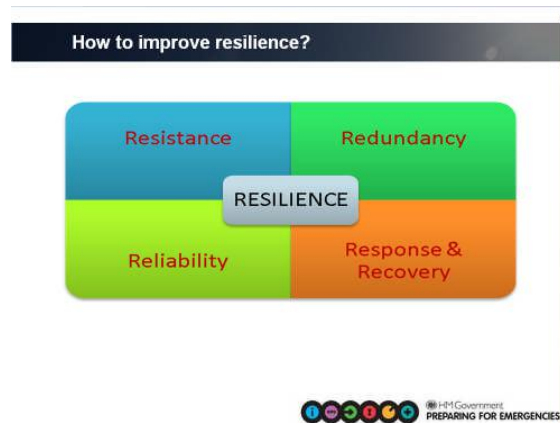 How to improve resilience?
Resistance
Redundancy
RESILIENCE
Reliability
Response &
Recovery
HM Government
PREPARING FOR EMERGENCIES